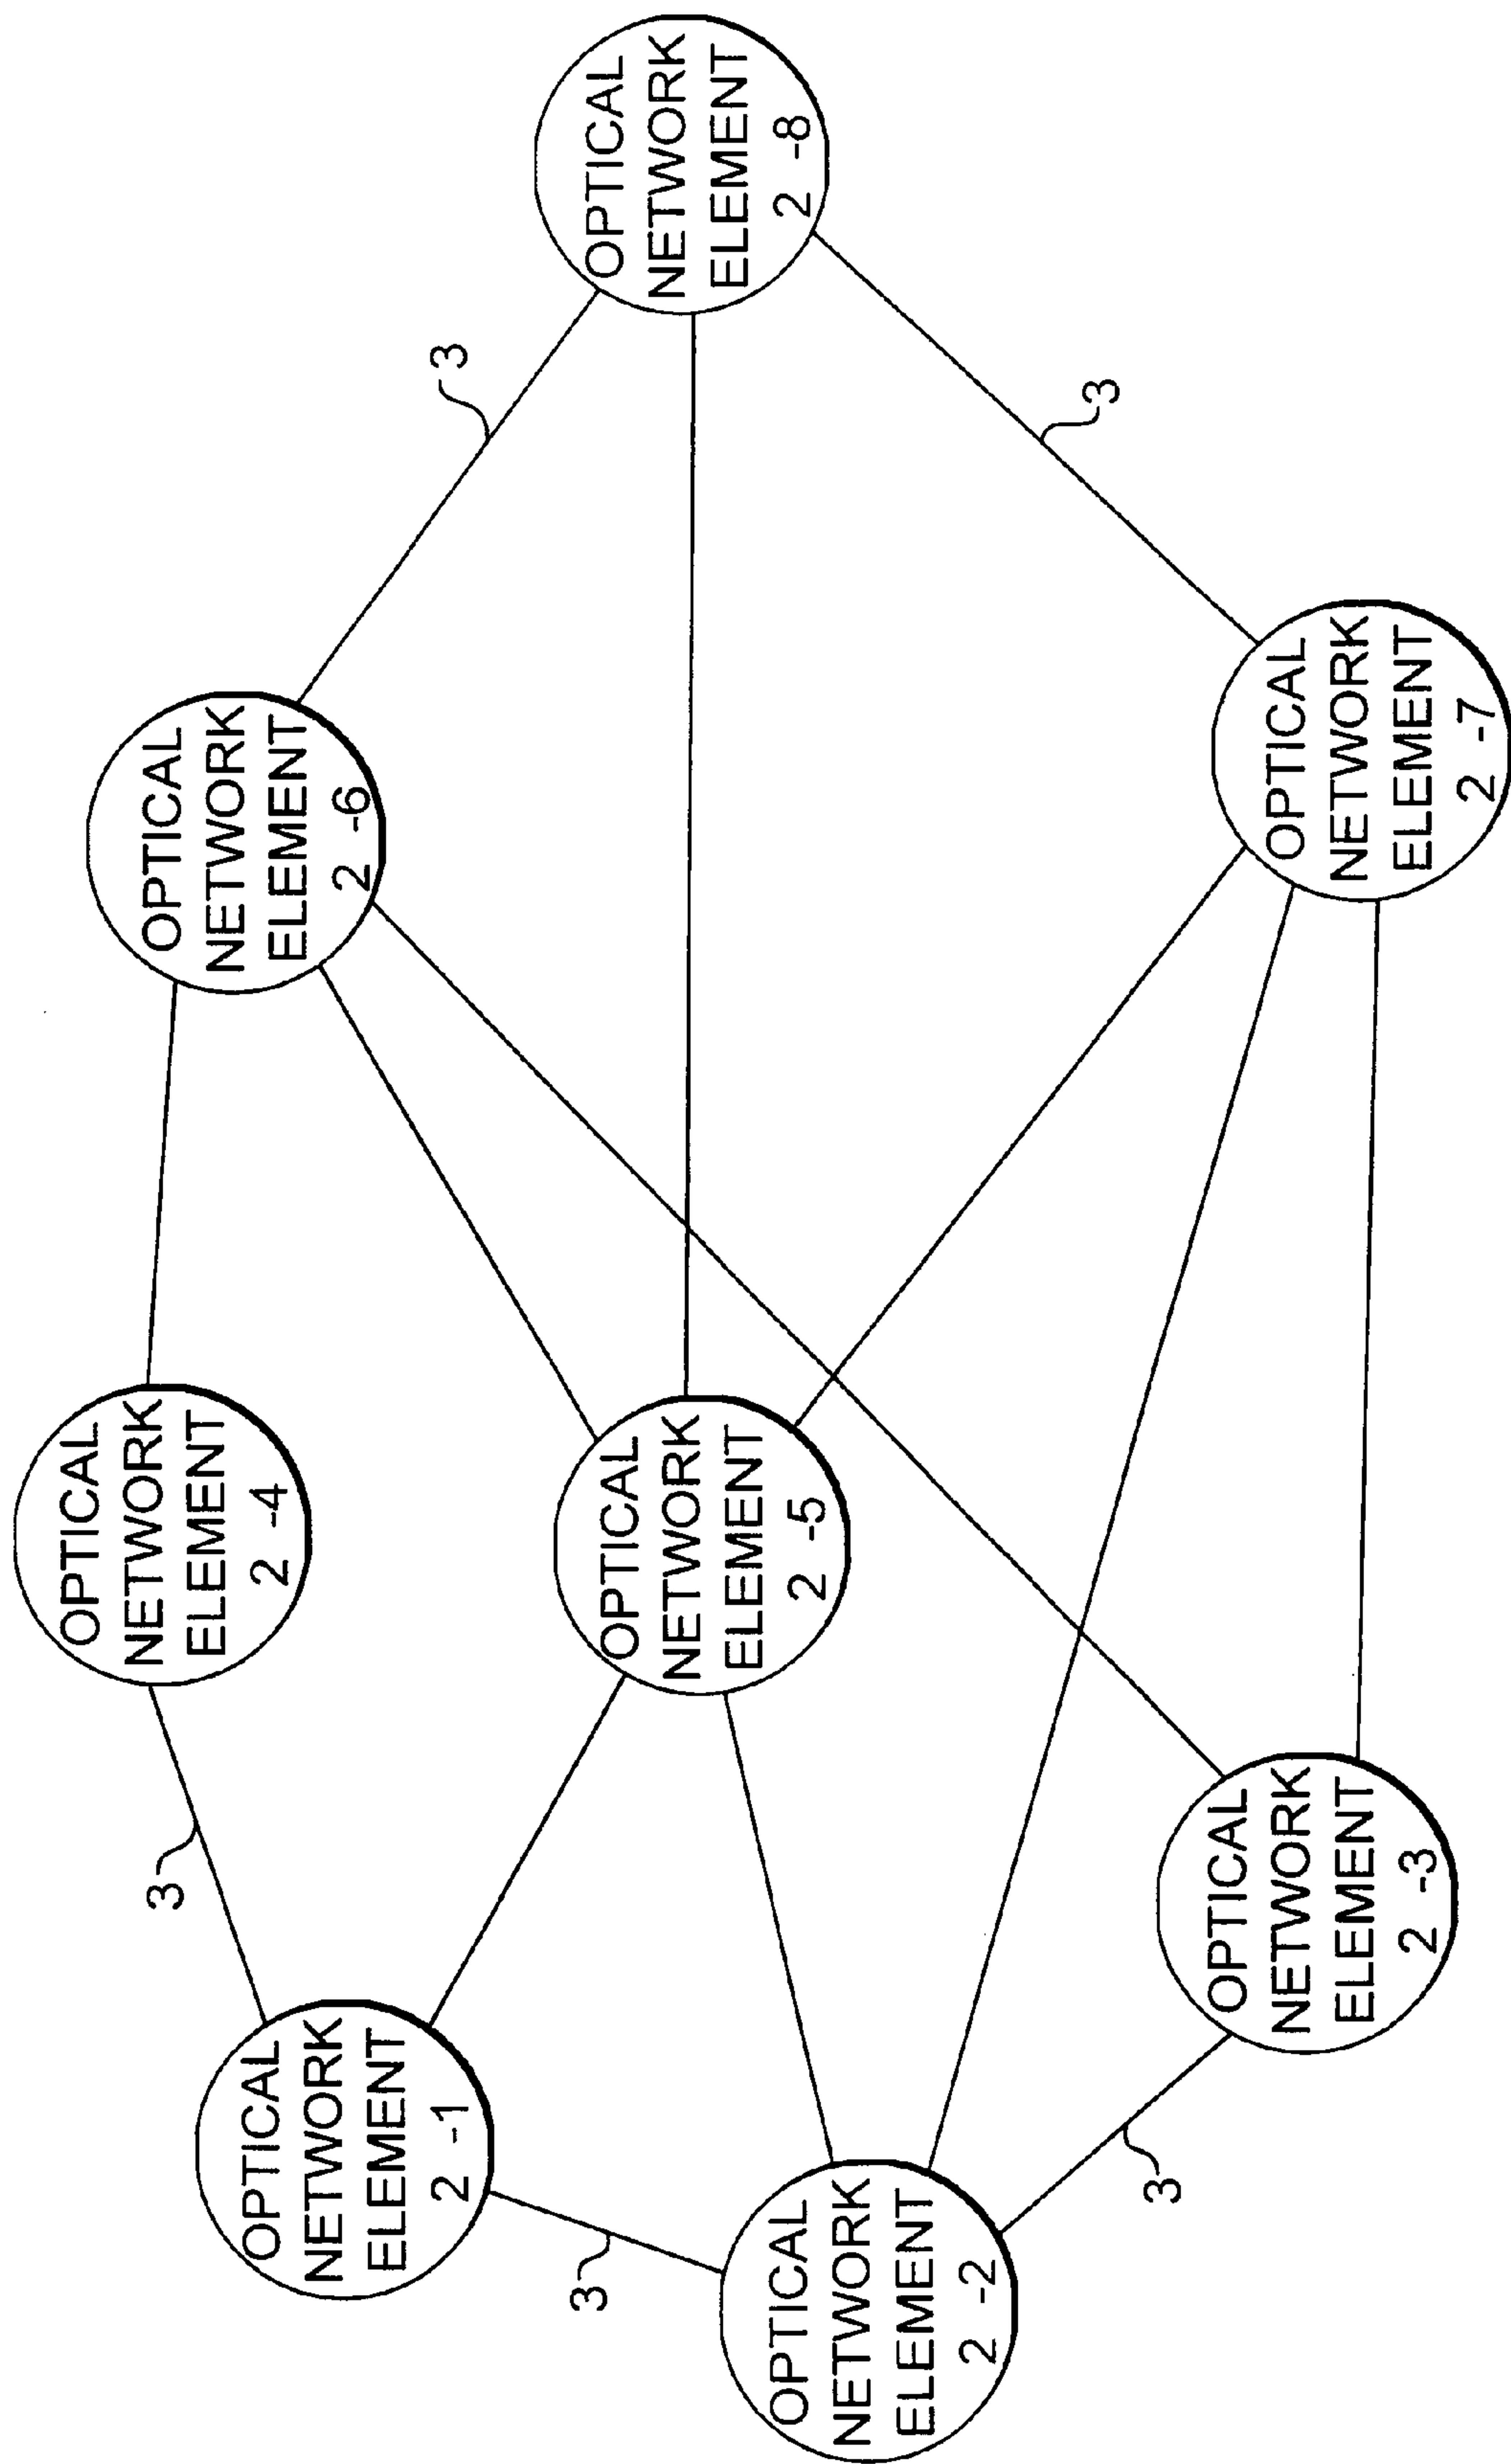 OPTICAL
NETWORK
ELEMENT
2 -4
OPTICAL
NETWORK
ELEMENT
2 -6
3
OPTICAL
NETWORK
ELEMENT
2 -1
3
OPTICAL
NETWORK
ELEMENT
2 -5
OPTICAL
NETWORK
ELEMENT
2 -8
3
OPTICAL
NETWORK
ELEMENT
2 -2
3
3
OPTICAL
NETWORK
ELEMENT
2 -3
OPTICAL
NETWORK
ELEMENT
2 -7